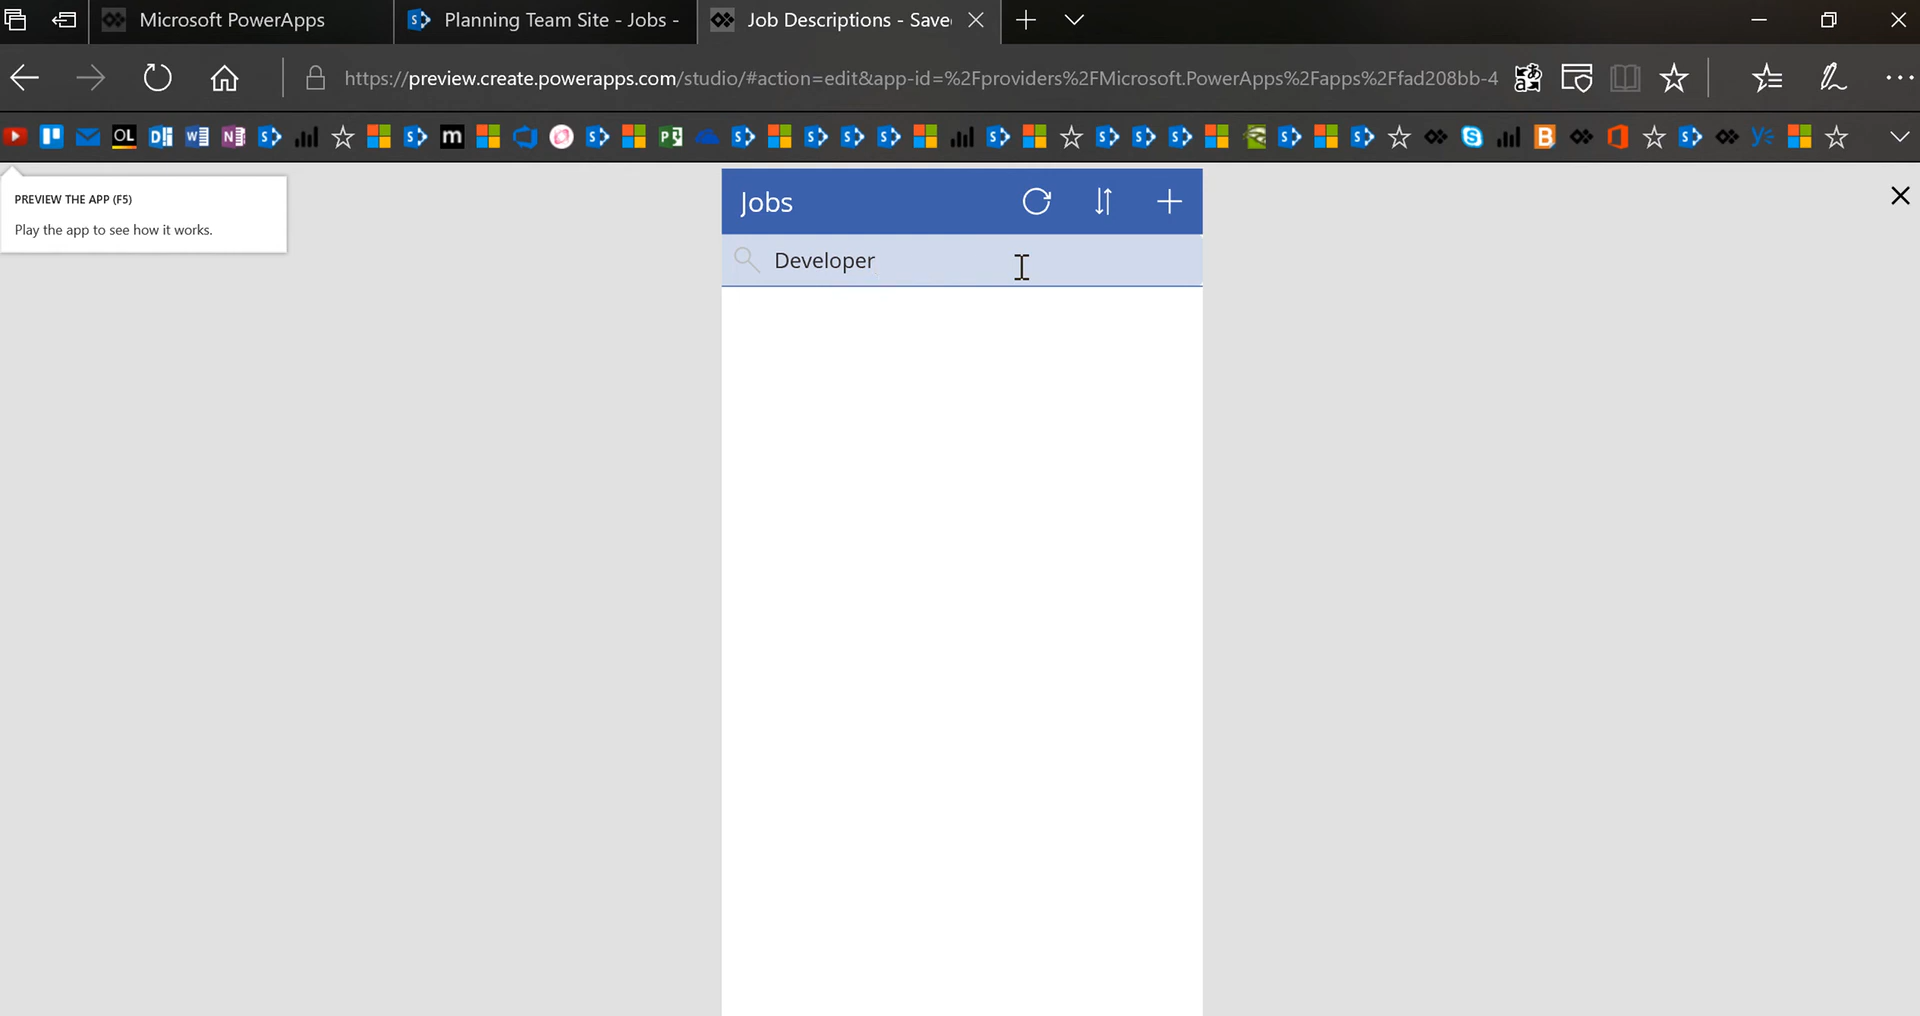 Microsoft PowerApps
Planning Team Site - Jobs -
Job Descriptions - Save
https://preview.create.powerapps.com/studio/#action=edit&app-id=%2Fproviders%2FMicrosoft.PowerApps%2Fapps%2Ffad208bb-4
PREVIEW THE APP (F5)
Play the app to see how it works.
Jobs
Developer